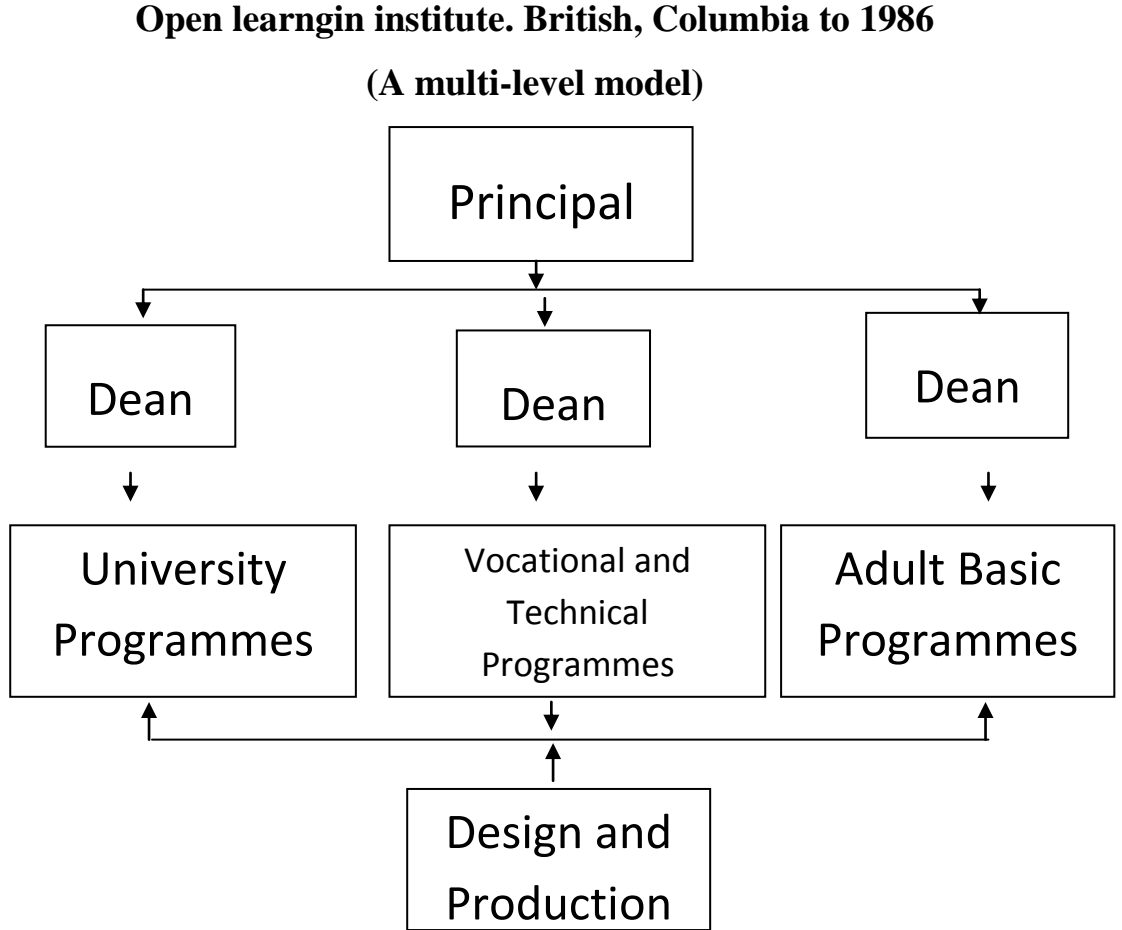 Open learngin institute. British, Columbia to 1986
(A multi-level model)
Principal
Dean
Dean
Dean
University
Programmes
Vocational and
Technical
Programmes
Adult Basic
Programmes
Design and
Production